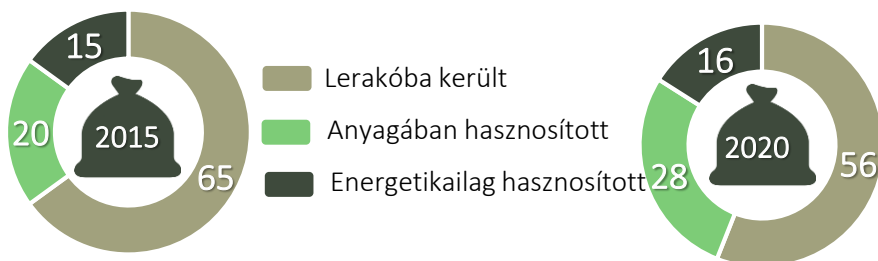 15
20
2015
65
Lerakóba került
Anyagában hasznosított
Energetikailag hasznosított
16
28
2020
56